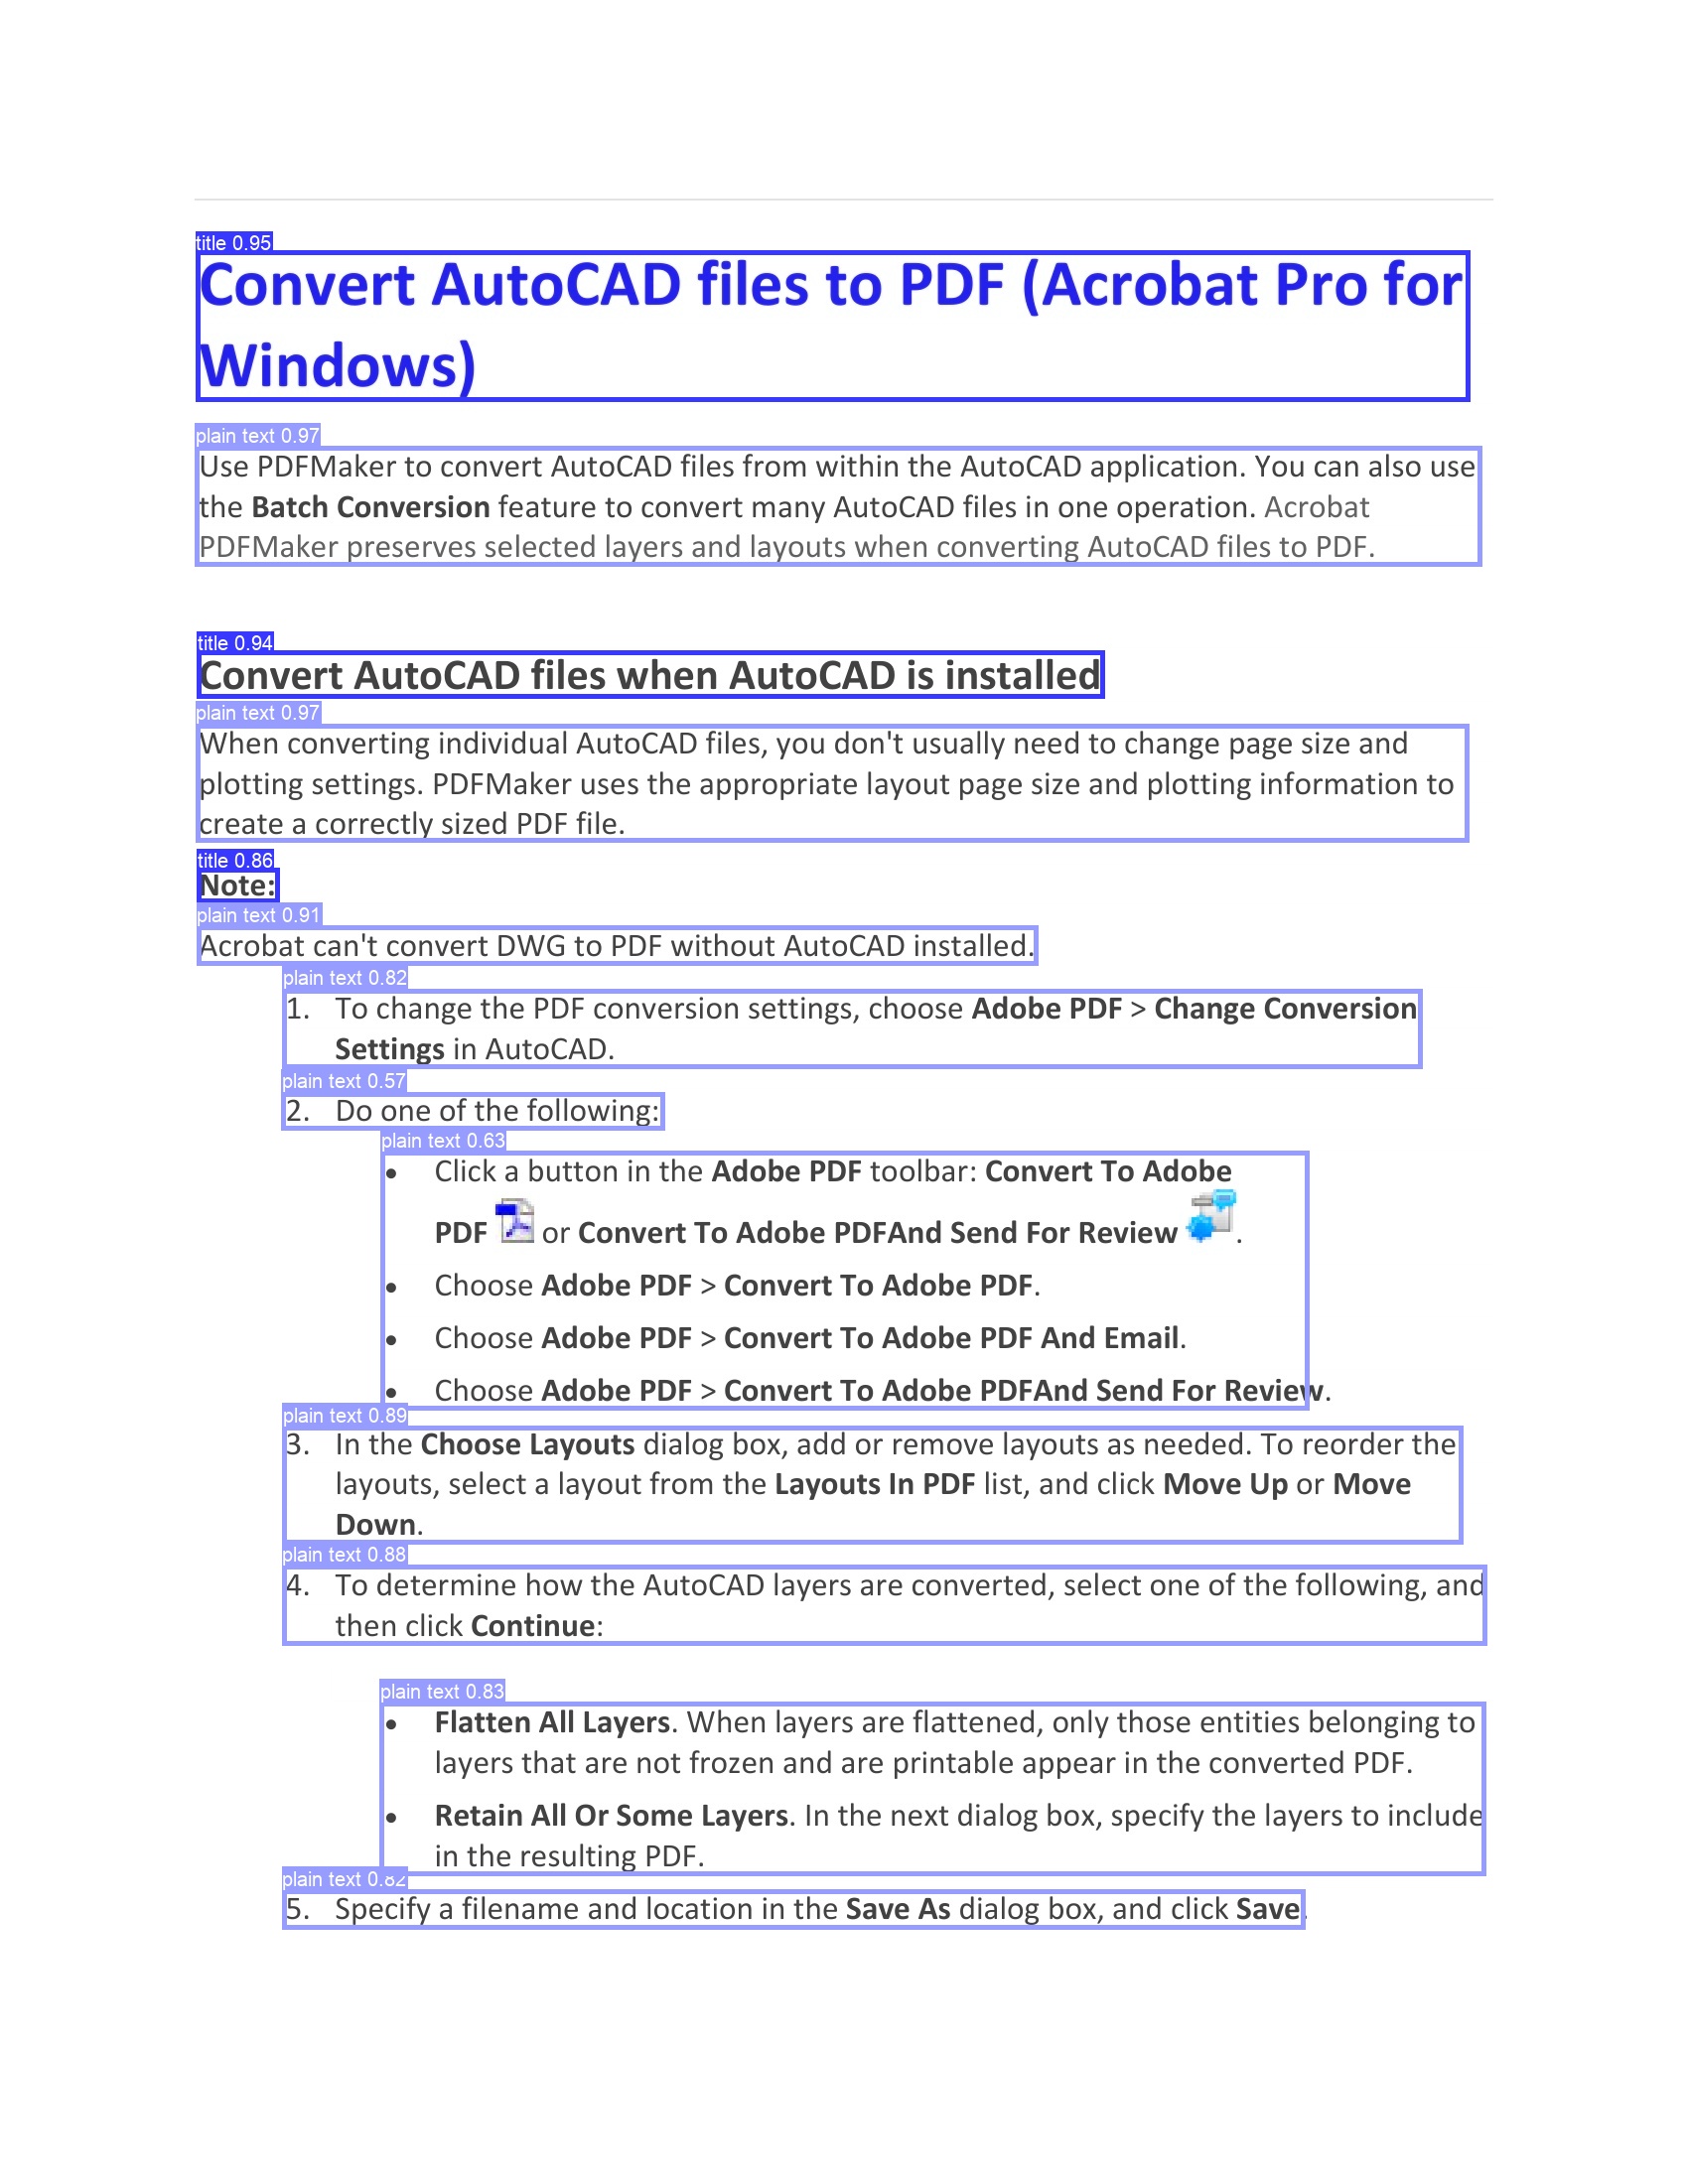 title 0.95
Convert AutoCAD files to PDF (Acrobat Pro for
Windows)
plain text 0.97
Use PDFMaker to convert AutoCAD files from within the AutoCAD application. You can also use
the Batch Conversion feature to convert many AutoCAD files in one operation. Acrobat
PDFMaker preserves selected layers and layouts when converting AutoCAD files to PDF.
title 0.94
Convert AutoCAD files when AutoCAD is installed
plain text 0.97
When converting individual AutoCAD files, you don't usually need to change page size and
plotting settings. PDFMaker uses the appropriate layout page size and plotting information to
create a correctly sized PDF file.
title 0.86
Note:
plain text 0.91
Acrobat can't convert DWG to PDF without AutoCAD installed.
plain text 0.82
1. To change the PDF conversion settings, choose Adobe PDF > Change Conversion
Settings in AutoCAD.
plain text 0.57
2. Do one of the following:
plain text 0.63
• Click a button in the Adobe PDF toolbar: Convert To Adobe
PDF or Convert To Adobe PDFAnd Send For Review .
• Choose Adobe PDF > Convert To Adobe PDF.
• Choose Adobe PDF > Convert To Adobe PDF And Email.
• Choose Adobe PDF > Convert To Adobe PDFAnd Send For Review.
plain text 0.89
3. In the Choose Layouts dialog box, add or remove layouts as needed. To reorder the
layouts, select a layout from the Layouts In PDF list, and click Move Up or Move
Down.
plain text 0.88
4. To determine how the AutoCAD layers are converted, select one of the following, and
then click Continue:
plain text 0.83
• Flatten All Layers. When layers are flattened, only those entities belonging to
layers that are not frozen and are printable appear in the converted PDF.
• Retain All Or Some Layers. In the next dialog box, specify the layers to include
in the resulting PDF.
plain text 0.82
5. Specify a filename and location in the Save As dialog box, and click Save.